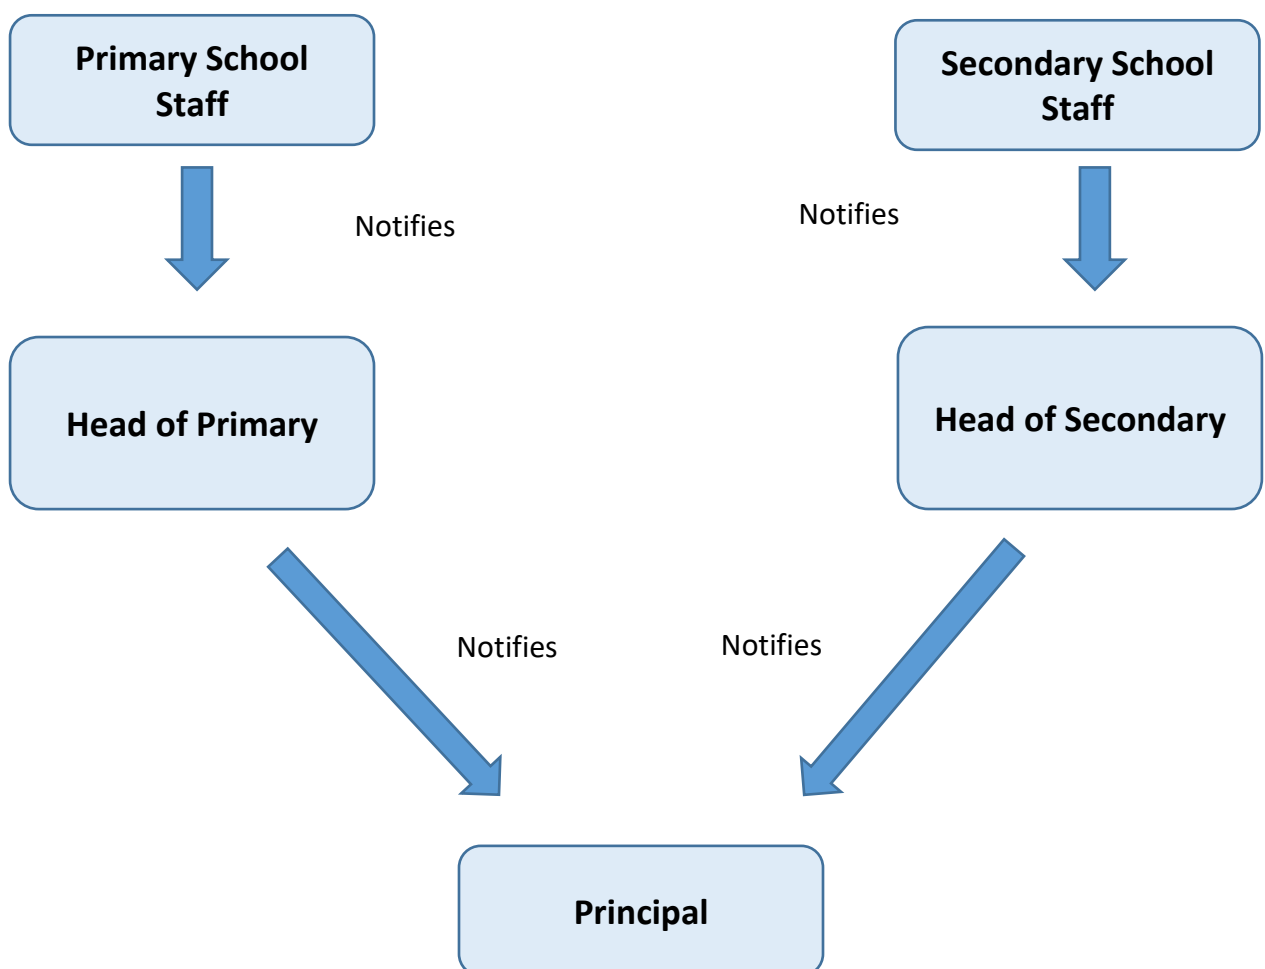 Primary School
Staff
Secondary School
Staff
Notifies
Notifies
Head of Primary
Head of Secondary
Notifies
Notifies
Principal